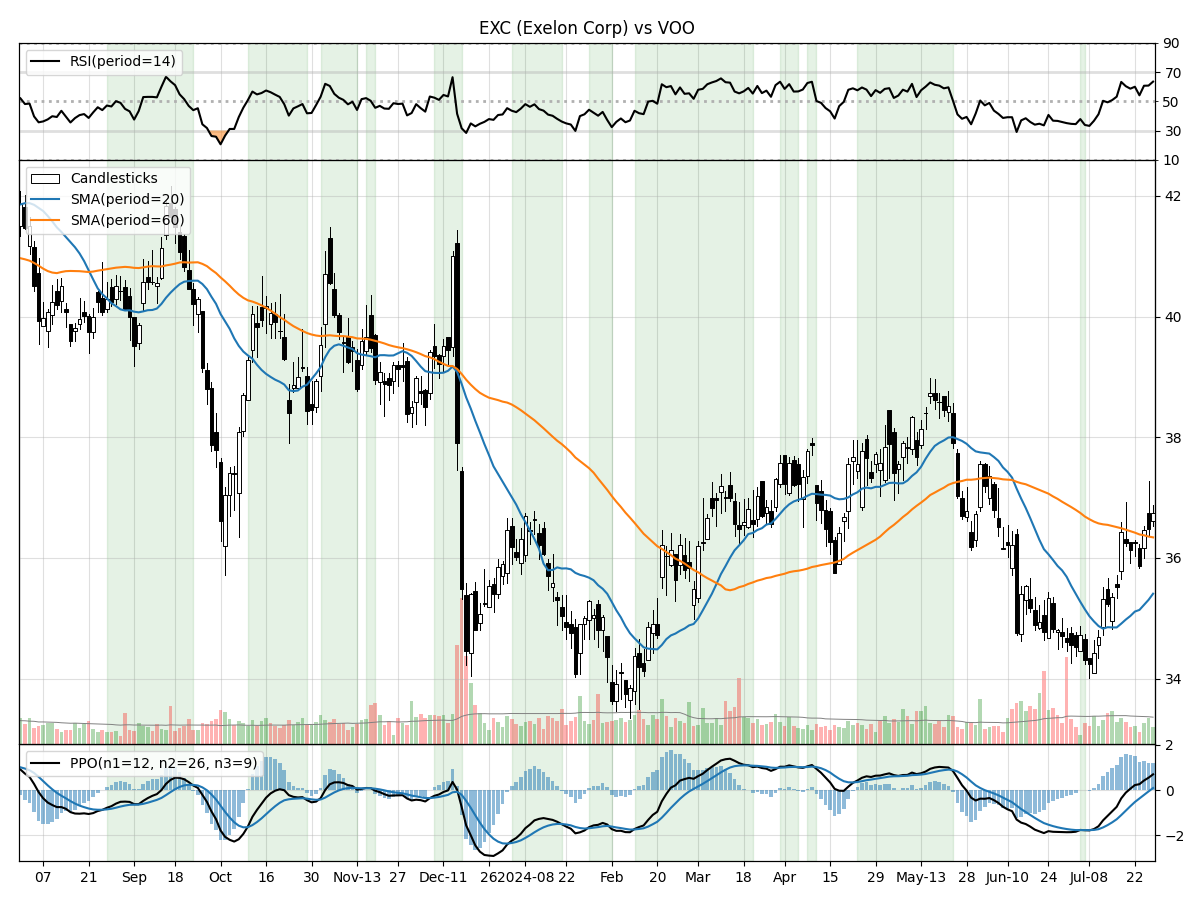 EXC (Exelon Corp) vs VOO
RSI(period=14)
90
70
50
30
10
Candlesticks
SMA(period=20)
SMA(period=60)
42
40
38
36
34
PPO(n1=12, n2=26, n3=9)
2
0
−2
07 21 Sep 18 Oct 16 30 Nov-13 27 Dec-11 26 2024-08 22 Feb 20 Mar 18 Apr 15 29 May-13 28 Jun-10 24 Jul-08 22